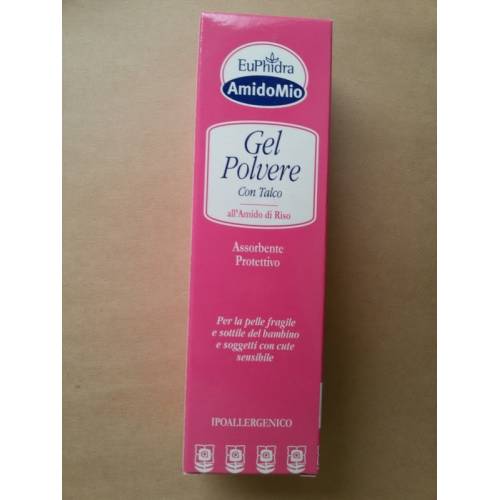 EuPhidra
AmidoMio
Gel
Polvere
Con Talco
all'Amido di Riso
Assorbente
Protettivo
Per la pelle fragile
e sottile del bambino
e soggetti con cute
sensibile
IPOALLERGENICO